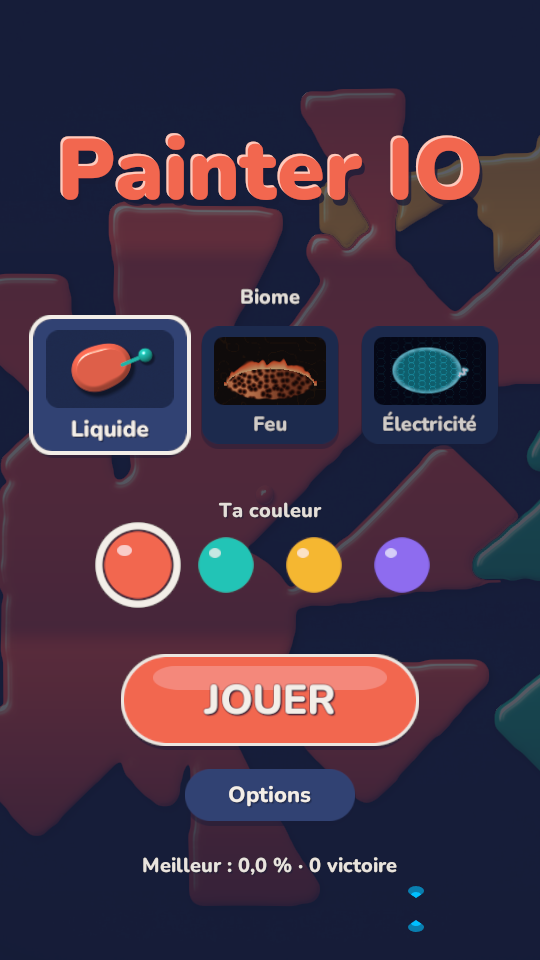 Painter IO
Biome
Liquide
Feu
Électricité
Ta couleur
JOUER
Options
Meilleur : 0,0 % · 0 victoire